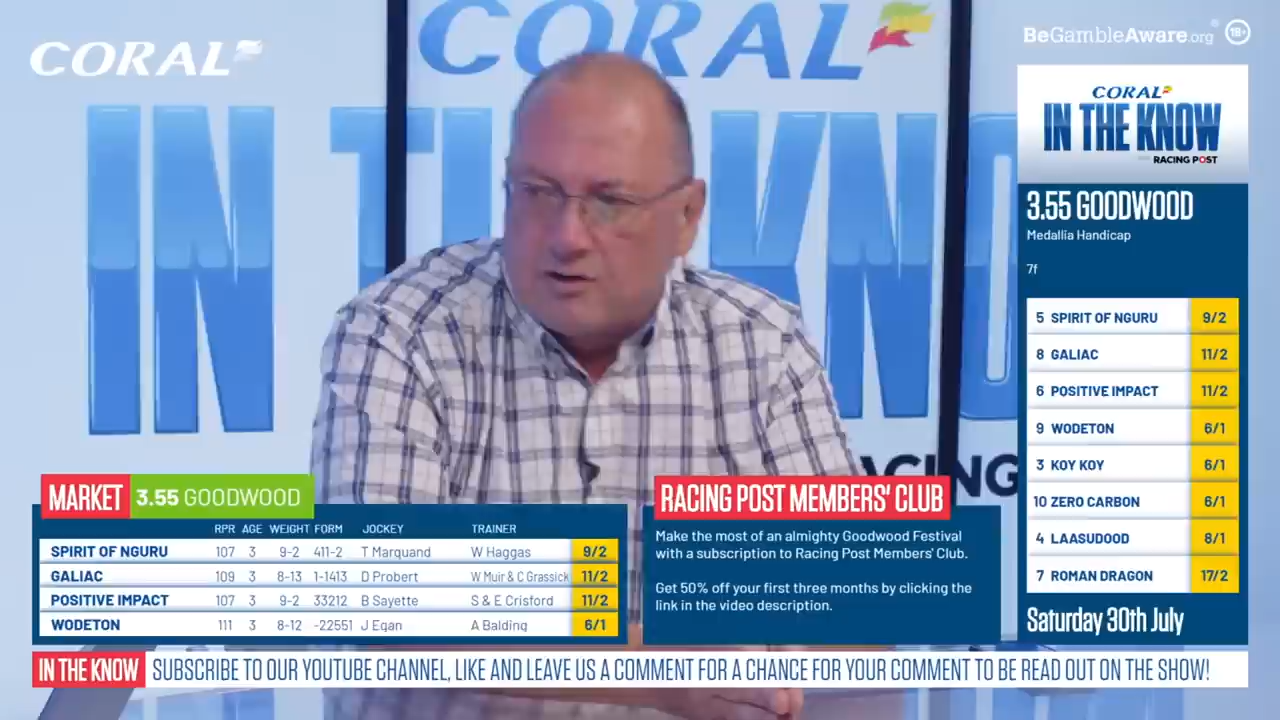 CORAL
CORAL
BeGambleAware.org 18+
IN THE KNOW
RACING
CORAL
IN THE KNOW
RACING POST
3.55 GOODWOOD
Medallia Handicap
7f
5 SPIRIT OF NGURU 9/2
8 GALIAC 11/2
6 POSITIVE IMPACT 11/2
9 WODETON 6/1
3 KOY KOY 6/1
10 ZERO CARBON 6/1
4 LAASUDOOD 8/1
7 ROMAN DRAGON 17/2
Saturday 30th July
MARKET 3.55 GOODWOOD
RPR AGE WEIGHT FORM JOCKEY TRAINER
SPIRIT OF NGURU 107 3 9-2 411-2 T Marquand W Haggas 9/2
GALIAC 109 3 8-13 1-1413 D Probert W Muir & C Grassick 11/2
POSITIVE IMPACT 107 3 9-2 33212 B Sayette S & E Crisford 11/2
WODETON 111 3 8-12 -22551 J Egan A Balding 6/1
RACING POST MEMBERS' CLUB
Make the most of an almighty Goodwood Festival
with a subscription to Racing Post Members' Club.
Get 50% off your first three months by clicking the
link in the video description.
IN THE KNOW SUBSCRIBE TO OUR YOUTUBE CHANNEL, LIKE AND LEAVE US A COMMENT FOR A CHANCE FOR YOUR COMMENT TO BE READ OUT ON THE SHOW!